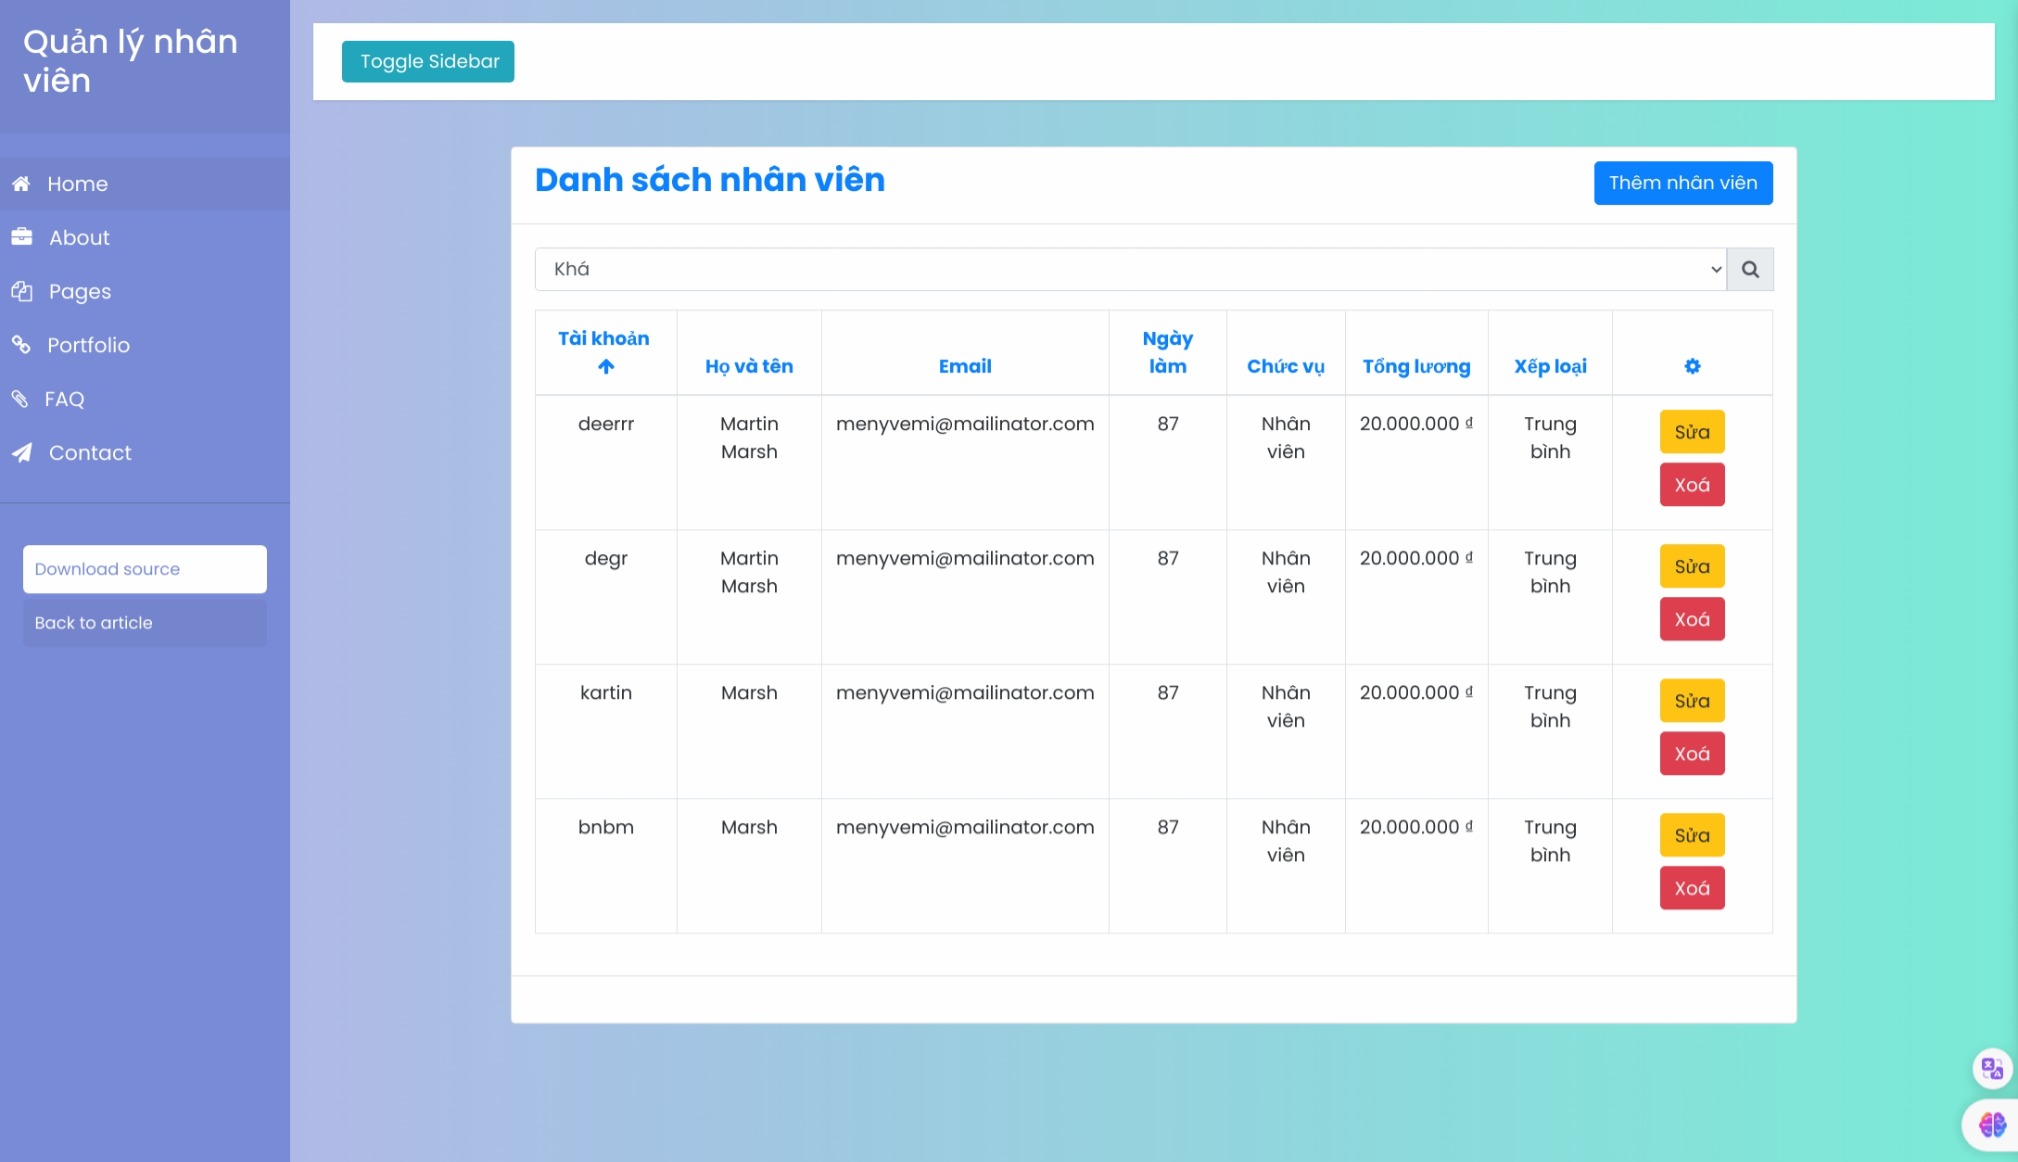 Quản lý nhân
viên
Home
About
Pages
Portfolio
FAQ
Contact
Download source
Back to article
Toggle Sidebar
Danh sách nhân viên
Thêm nhân viên
Khá
Tài khoản Họ và tên Email Ngày làm Chức vụ Tổng lương Xếp loại
deerrr Martin Marsh menyvemi@mailinator.com 87 Nhân viên 20.000.000 ₫ Trung bình Sửa
Xoá
degr Martin Marsh menyvemi@mailinator.com 87 Nhân viên 20.000.000 ₫ Trung bình Sửa
Xoá
kartin Marsh menyvemi@mailinator.com 87 Nhân viên 20.000.000 ₫ Trung bình Sửa
Xoá
bnbm Marsh menyvemi@mailinator.com 87 Nhân viên 20.000.000 ₫ Trung bình Sửa
Xoá